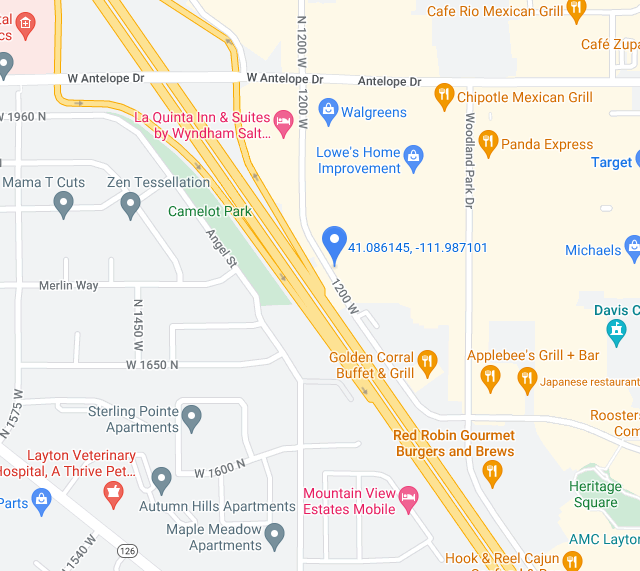 Cafe Rio Mexican Grill
Café Zupa
tal
cs
N 1200 W
W Antelope Dr
W Antelope Dr
Antelope Dr
Chipotle Mexican Grill
La Quinta Inn & Suites
by Wyndham Salt...
Walgreens
1200 W
W 1960 N
Woodland Park Dr
Panda Express
Lowe's Home
Improvement
Target
Mama T Cuts
Zen Tessellation
Camelot Park
Angel St
41.086145, -111.987101
Michaels
Merlin Way
1200 W
N 1450 W
Davis C
Golden Corral
Buffet & Grill
Applebee's Grill + Bar
Japanese restaurant
W 1650 N
N 1575 W
Sterling Pointe
Apartments
Roosters
Com
Red Robin Gourmet
Burgers and Brews
Layton Veterinary
Hospital, A Thrive Pet...
W 1600 N
Parts
Autumn Hills Apartments
Mountain View
Estates Mobile
Heritage
Square
Maple Meadow
Apartments
126
N 1540 W
AMC Layton
Hook & Reel Cajun